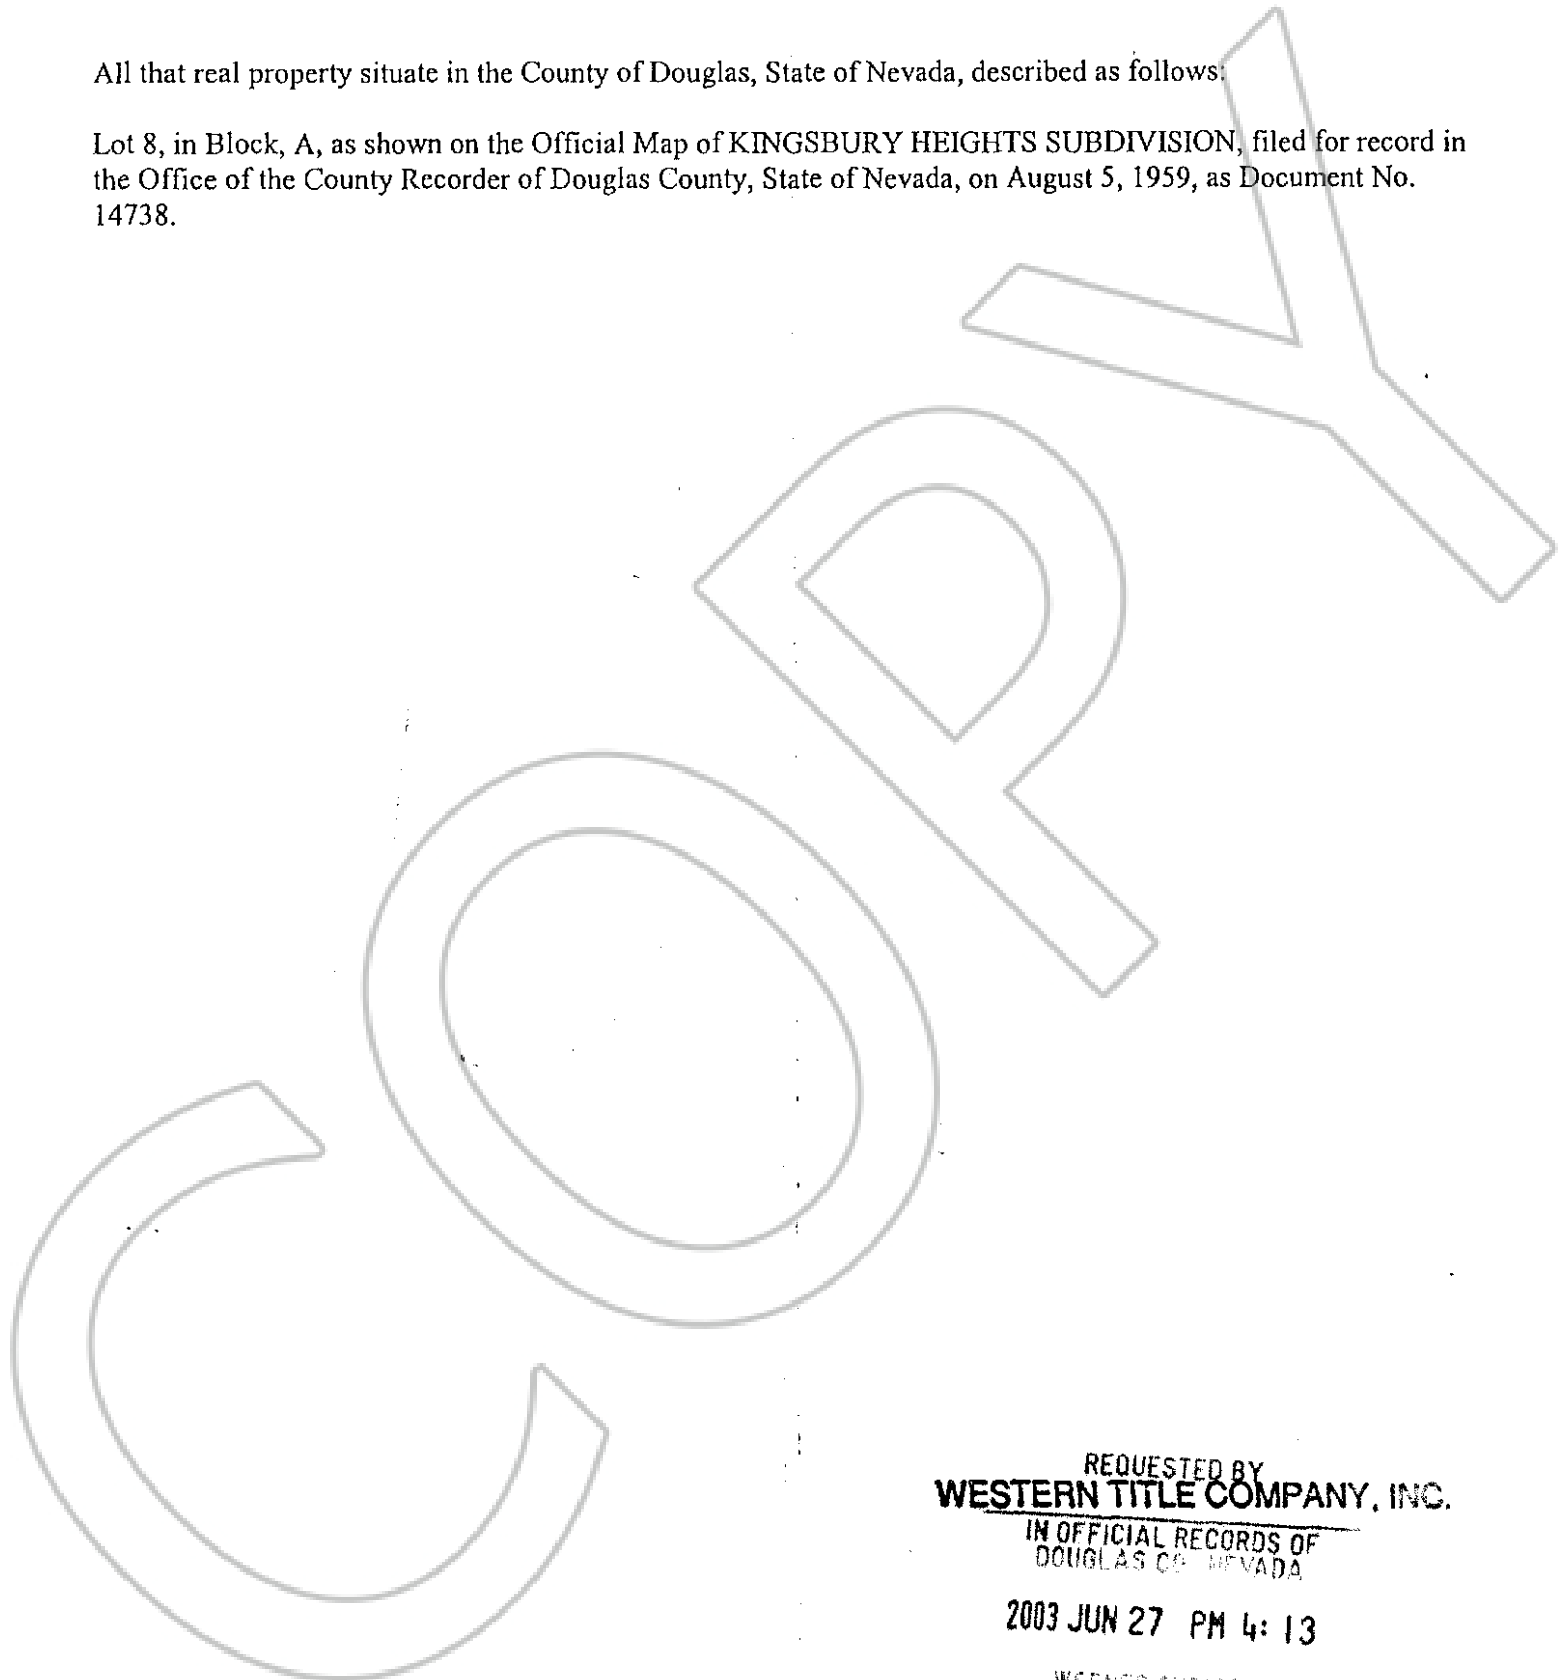 All that real property situate in the County of Douglas, State of Nevada, described as follows:
Lot 8, in Block, A, as shown on the Official Map of KINGSBURY HEIGHTS SUBDIVISION, filed for record in
the Office of the County Recorder of Douglas County, State of Nevada, on August 5, 1959, as Document No.
14738.
COPY
REQUESTED BY
WESTERN TITLE COMPANY, INC.
IN OFFICIAL RECORDS OF
DOUGLAS CO NEVADA
2003 JUN 27 PM 4: 13